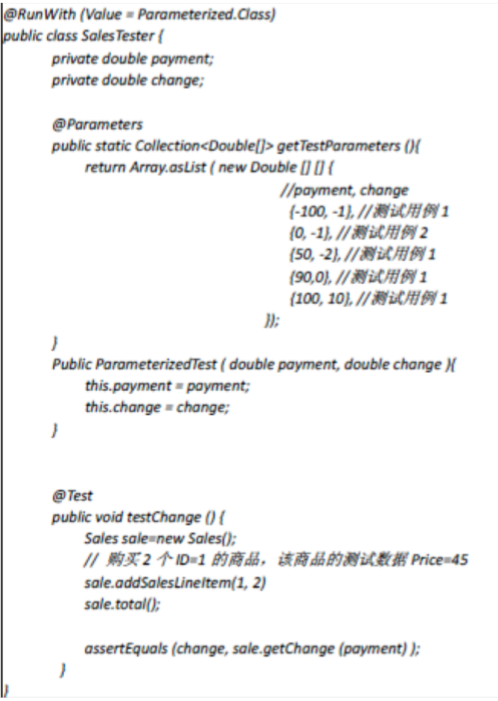 @RunWith (Value = Parameterized.Class)
public class SalesTester {
private double payment;
private double change;
@Parameters
public static Collection<Double[]> getTestParameters (){
return Array.asList ( new Double [] [] {
//payment, change
{-100, -1}, //测试用例 1
{0, -1}, //测试用例 2
{50, -2}, //测试用例 1
{90,0}, //测试用例 1
{100, 10}, //测试用例 1
});
}
Public ParameterizedTest ( double payment, double change ){
this.payment = payment;
this.change = change;
}
@Test
public void testChange () {
Sales sale=new Sales();
// 购买 2 个 ID=1 的商品，该商品的测试数据 Price=45
sale.addSalesLineItem(1, 2)
sale.total();
assertEquals (change, sale.getChange (payment) );
}
}